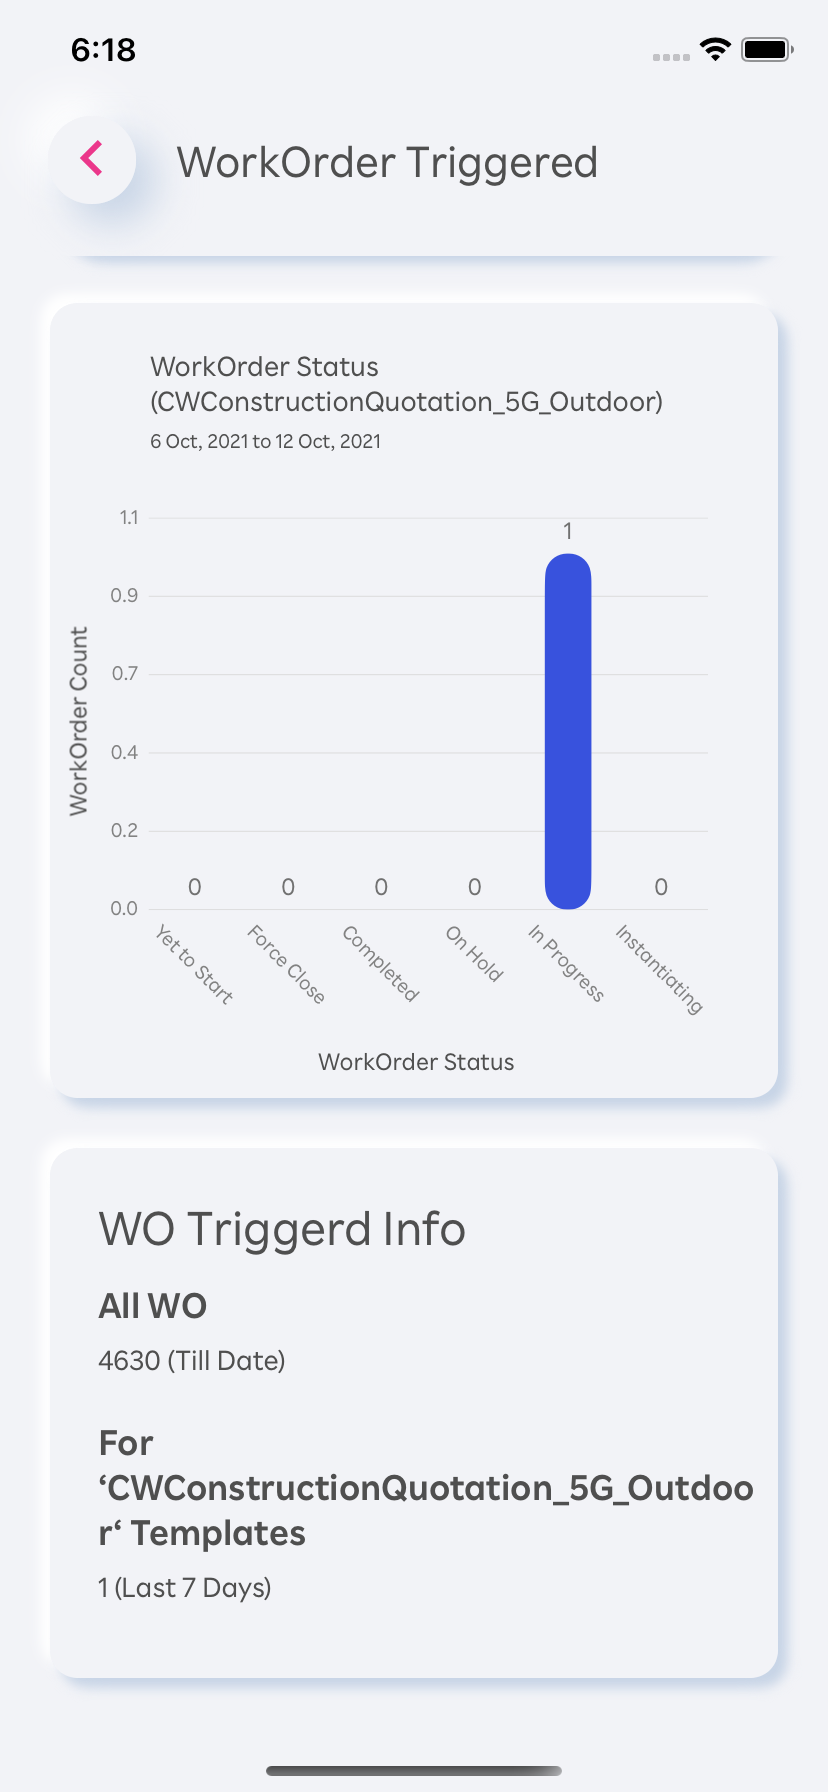 6:18
WorkOrder Triggered
WorkOrder Status
(CWConstructionQuotation_5G_Outdoor)
6 Oct, 2021 to 12 Oct, 2021
1.1
1
0.9
0.7
0.4
0.2
0.0
WorkOrder Count
0
0
0
0
0
Yet to Start
Force Close
Completed
On Hold
In Progress
Instantiating
WorkOrder Status
WO Triggerd Info
All WO
4630 (Till Date)
For
‘CWConstructionQuotation_5G_Outdoo
r‘ Templates
1 (Last 7 Days)